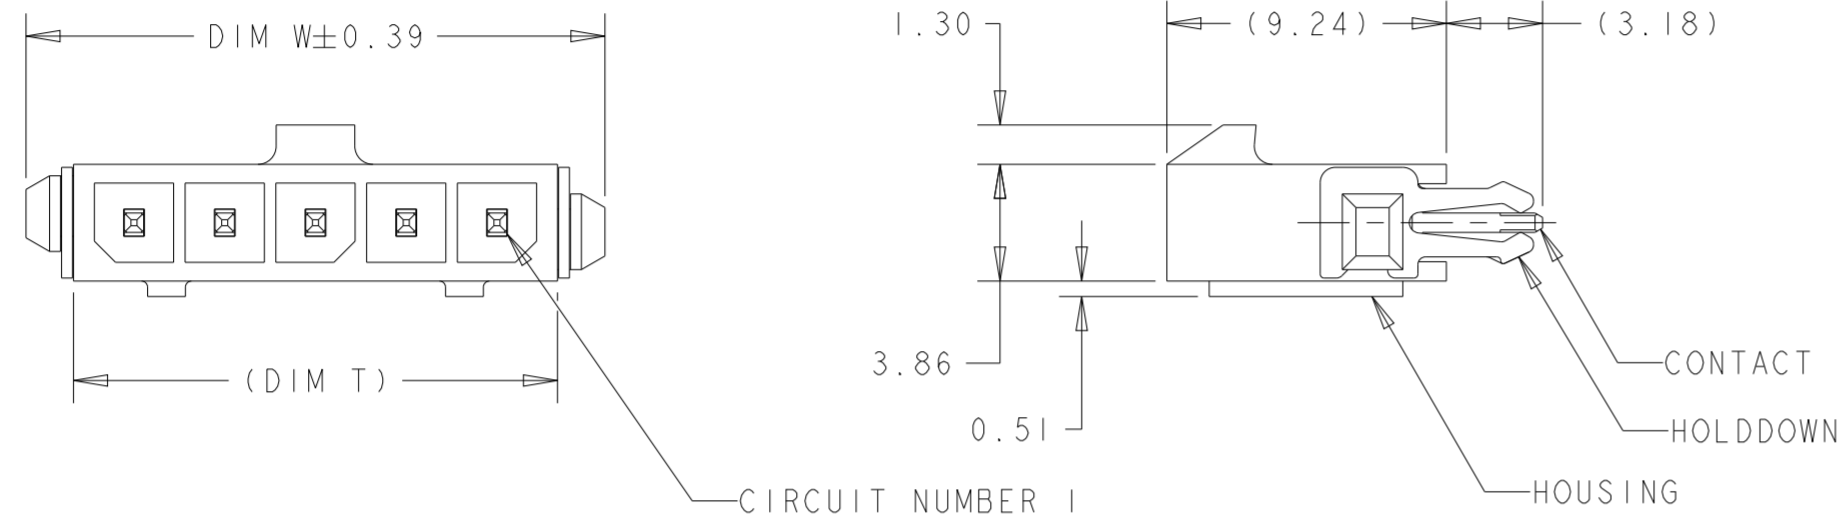 DIM W±0.39
1.30
(9.24)
(3.18)
3.86
(DIM T)
0.51
CONTACT
HOLDDOWN
HOUSING
CIRCUIT NUMBER 1